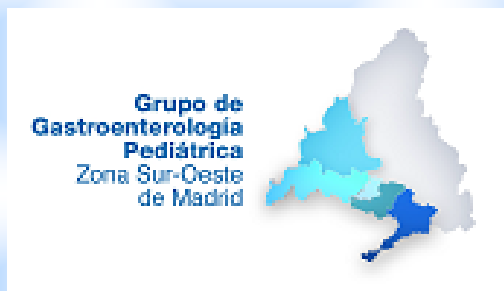 Grupo de
Gastroenterología
Pediátrica
Zona Sur-Oeste
de Madrid